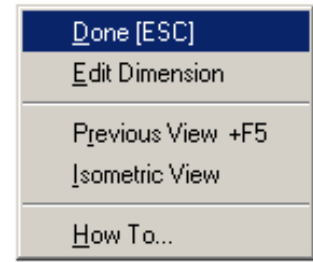 Done [ESC]
Edit Dimension
Previous View +F5
Isometric View
How To...